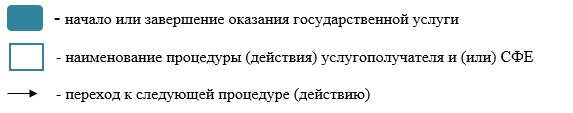 - начало или завершение оказания государственной услуги
- наименование процедуры (действия) услугополучателя и (или) СФЕ
- переход к следующей процедуре (действию)